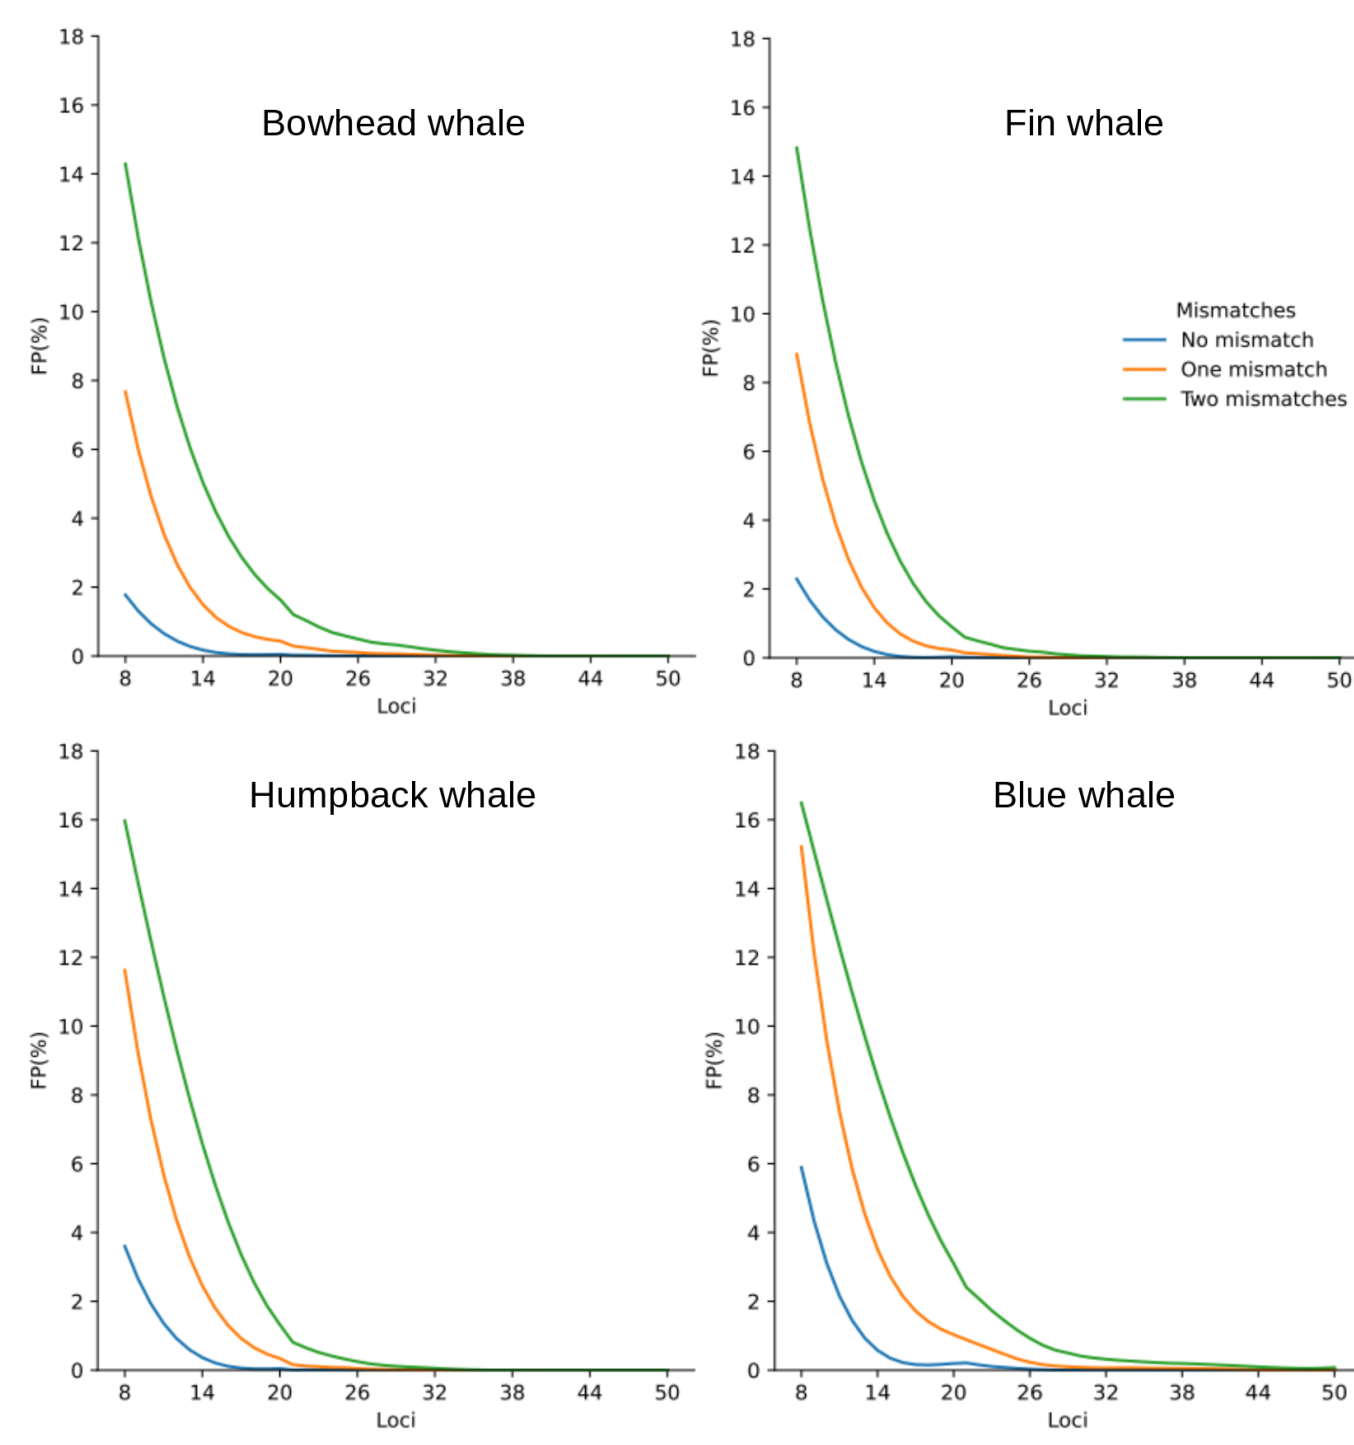 Bowhead whale
18
16
14
12
10
8
6
4
2
0
FP(%)
8 14 20 26 32 38 44 50
Loci
Fin whale
18
16
14
12
10
8
6
4
2
0
FP(%)
Mismatches
No mismatch
One mismatch
Two mismatches
8 14 20 26 32 38 44 50
Loci
Humpback whale
18
16
14
12
10
8
6
4
2
0
FP(%)
8 14 20 26 32 38 44 50
Loci
Blue whale
18
16
14
12
10
8
6
4
2
0
FP(%)
8 14 20 26 32 38 44 50
Loci